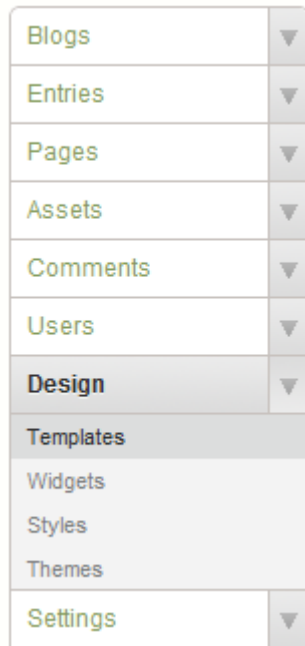 Blogs
Entries
Pages
Assets
Comments
Users
Design
Templates
Widgets
Styles
Themes
Settings